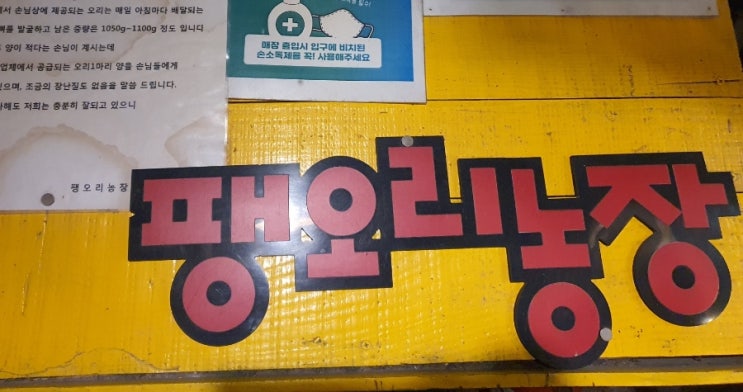 에서 손님상에 제공되는 오리는 매일 아침마다 배달되는
뼈를 발골하고 남은 중량은 1050g~1100g 정도 입니다
양이 적다는 손님이 계시는데
업체에서 공급되는 오리1마리 양을 손님들에게
있으며, 조금의 장난질도 없음을 말씀 드립니다.
해도 저희는 충분히 잘되고 있으니
팽오리농장
매장 출입시 입구에 비치된
손소독제를 꼭! 사용해주세요
팽오리농장